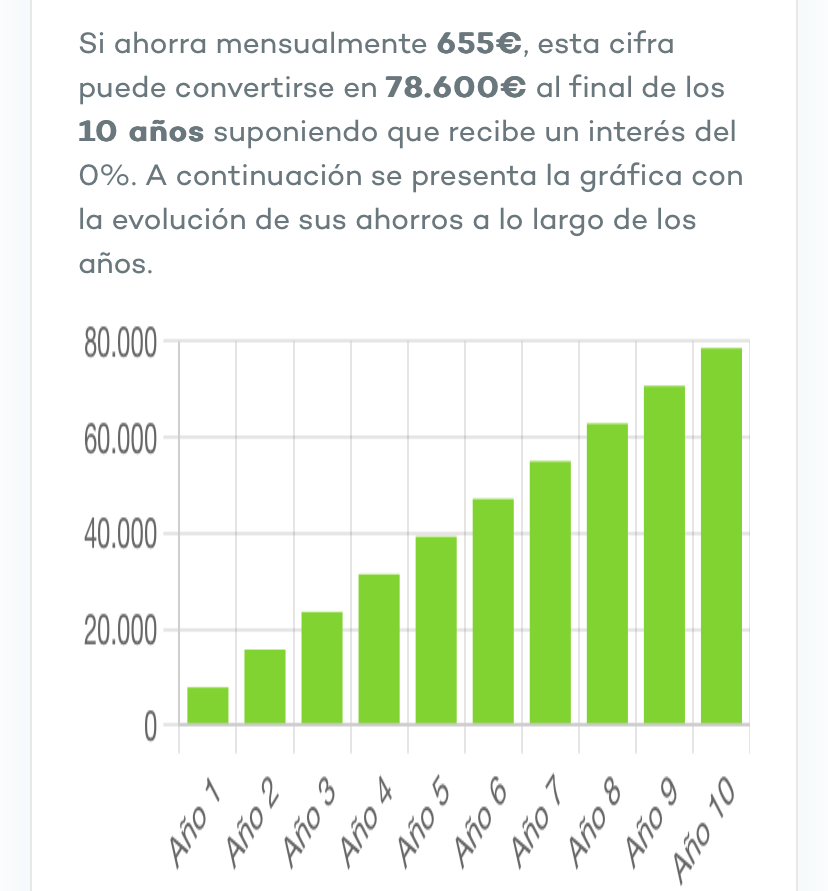 Si ahorra mensualmente 655€, esta cifra
puede convertirse en 78.600€ al final de los
10 años suponiendo que recibe un interés del
0%. A continuación se presenta la gráfica con
la evolución de sus ahorros a lo largo de los
años.
80.000
60.000
40.000
20.000
0
Año 1
Año 2
Año 3
Año 4
Año 5
Año 6
Año 7
Año 8
Año 9
Año 10